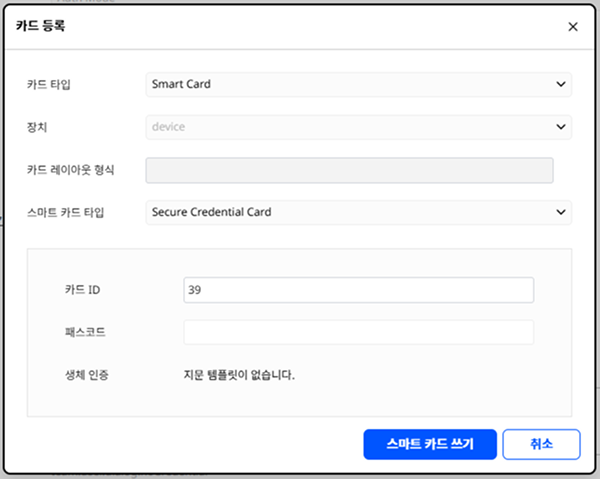 카드 등록
카드 타입 Smart Card
장치 device
카드 레이아웃 형식
스마트 카드 타입 Secure Credential Card
카드 ID 39
패스코드
생체 인증 지문 템플릿이 없습니다.
스마트 카드 쓰기 취소